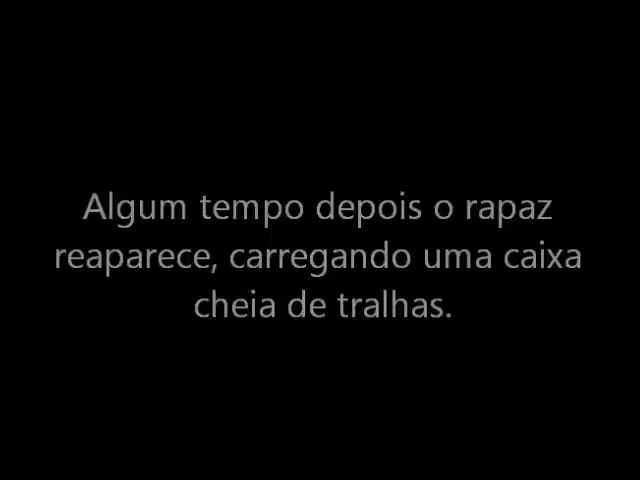 Algum tempo depois o rapaz
reaparece, carregando uma caixa
cheia de tralhas.